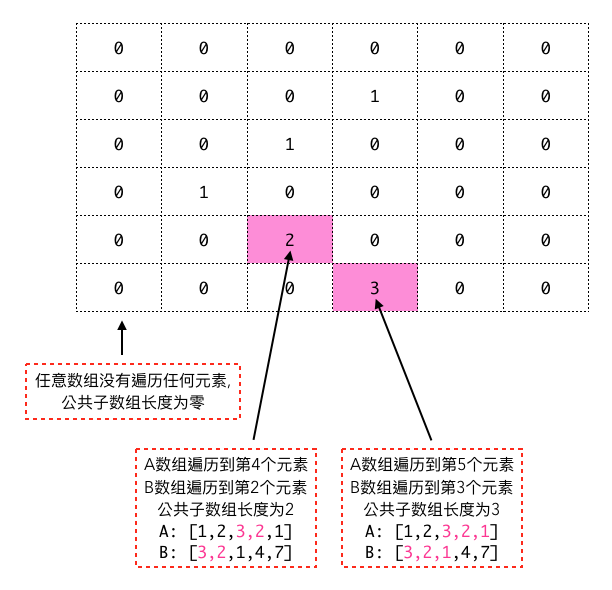 0 0 0 0 0 0
0 0 0 1 0 0
0 0 1 0 0 0
0 1 0 0 0 0
0 0 2 0 0 0
0 0 0 3 0 0
任意数组没有遍历任何元素,
公共子数组长度为零
A数组遍历到第4个元素
B数组遍历到第2个元素
公共子数组长度为2
A: [1,2,3,2,1]
B: [3,2,1,4,7]
A数组遍历到第5个元素
B数组遍历到第3个元素
公共子数组长度为3
A: [1,2,3,2,1]
B: [3,2,1,4,7]